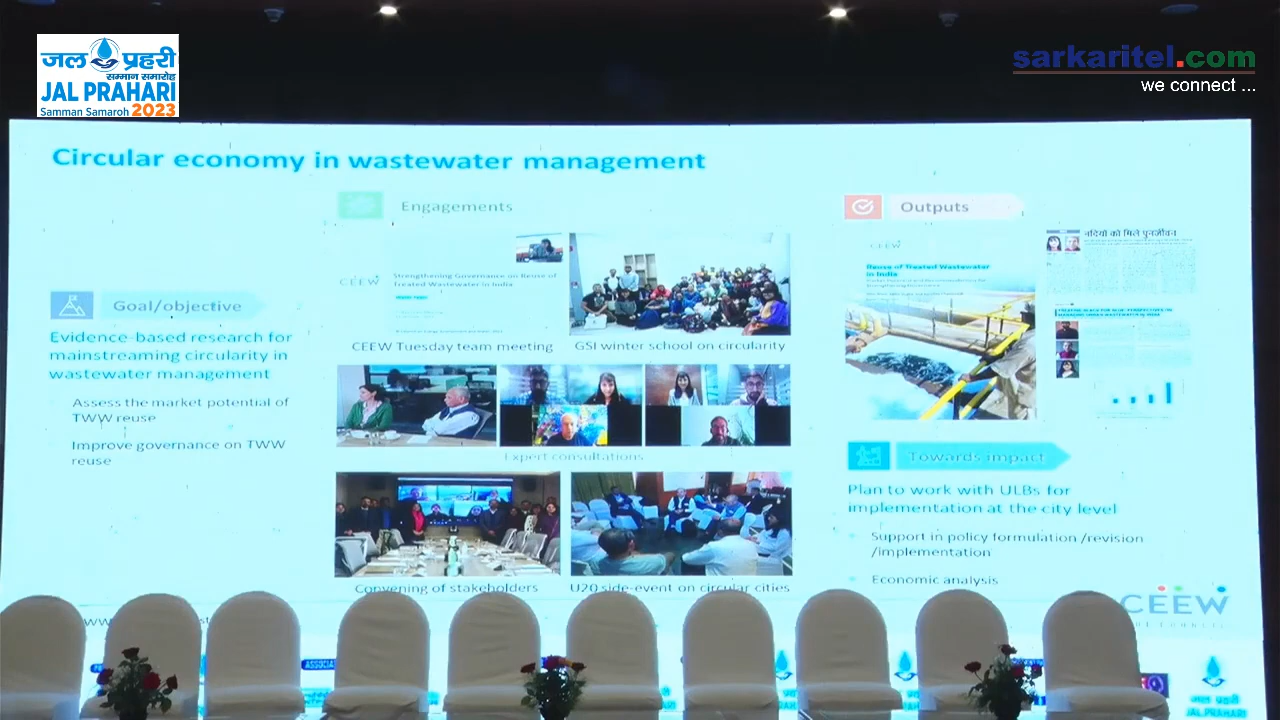 जल प्रहरी
सम्मान समारोह
JAL PRAHARI
Samman Samaroh 2023
sarkaritel.com
we connect ...
Circular economy in wastewater management
Goal/objective
Evidence-based research for
mainstreaming circularity in
wastewater management
Assess the market potential of
TWW reuse
Improve governance on TWW
reuse
Engagements
CEEW
Strengthening Governance on Reuse of
Treated Wastewater in India
CEEW Tuesday team meeting
GSI winter school on circularity
Expert consultations
Convening of stakeholders
U20 side-event on circular cities
Outputs
CEEW
Reuse of Treated Wastewater
in India
नदियों को मिले पुनर्जीवन
Towards impact
Plan to work with ULBs for
implementation at the city level
Support in policy formulation /revision
/implementation
Economic analysis
CEEW
ASSOCIA
JAL PRAHARI